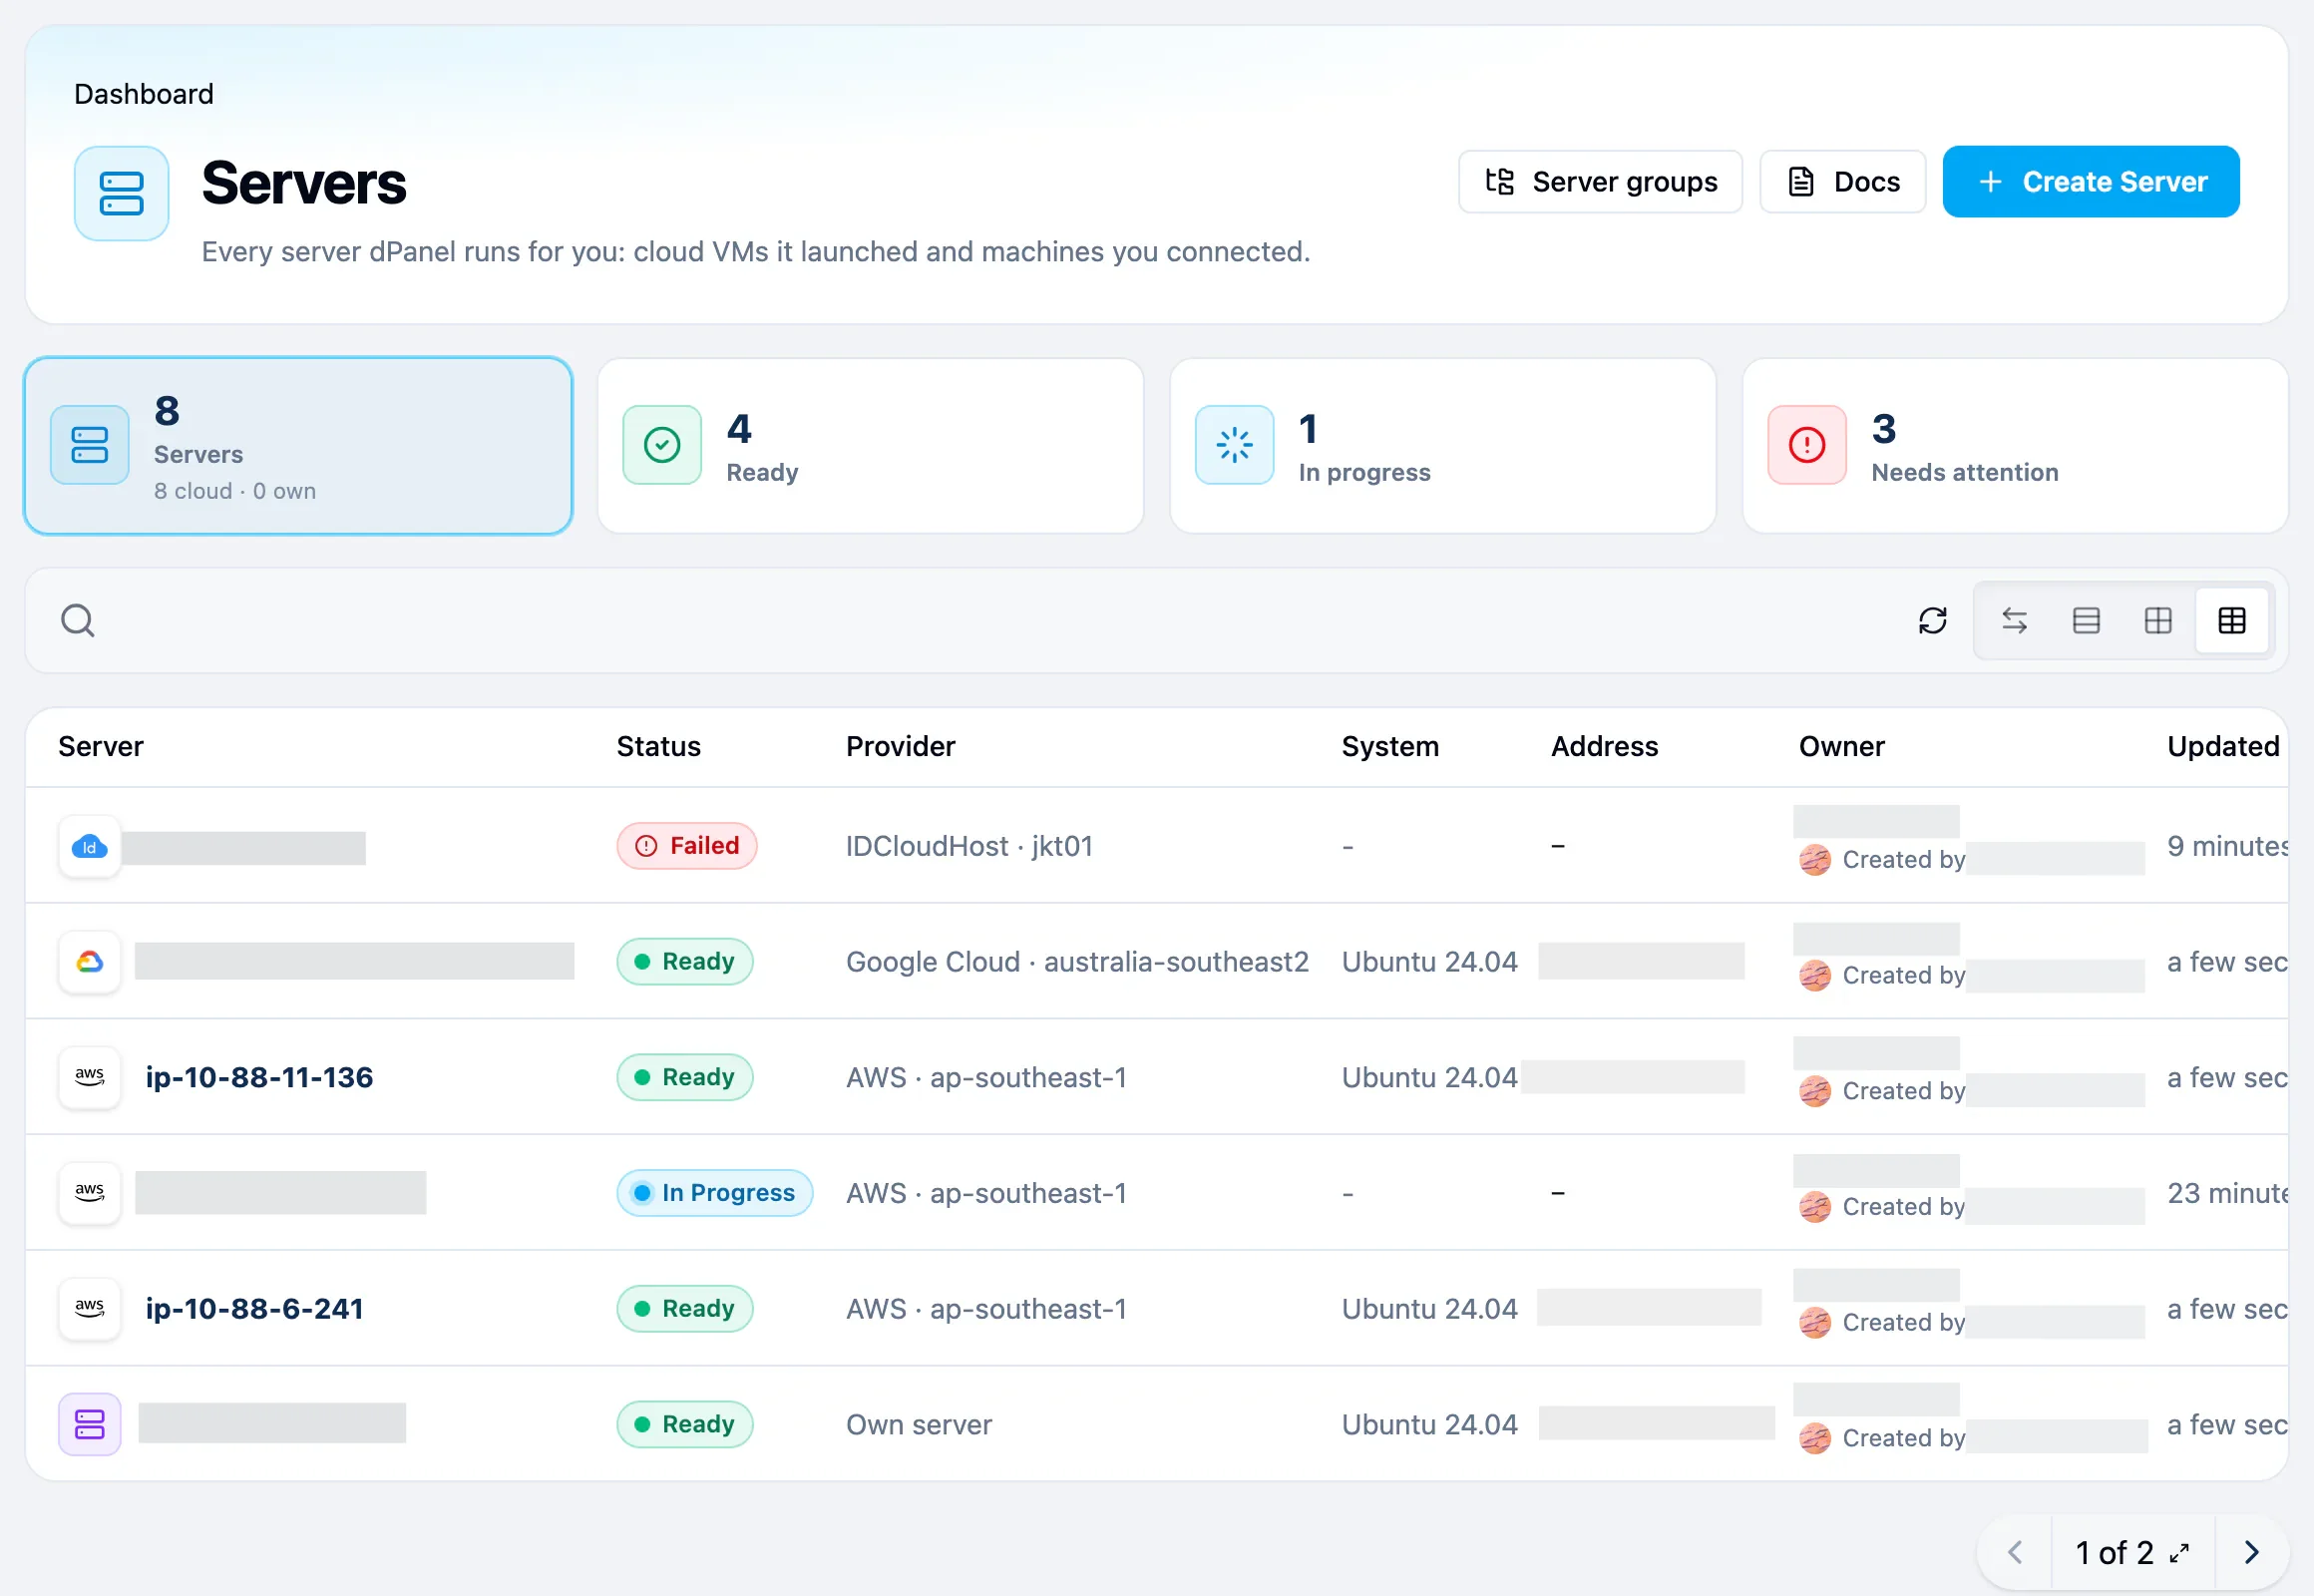 Dashboard
Servers
Server groups
Docs
Create Server
Every server dPanel runs for you: cloud VMs it launched and machines you connected.
8
Servers
8 cloud · 0 own
4
Ready
1
In progress
3
Needs attention
Server Status Provider System Address Owner Updated
Id
Failed IDCloudHost · jkt01 - – 9 minutes
Created by
Ready Google Cloud · australia-southeast2 Ubuntu 24.04 a few sec
Created by
aws ip-10-88-11-136 Ready AWS · ap-southeast-1 Ubuntu 24.04 a few sec
Created by
aws In Progress AWS · ap-southeast-1 - – 23 minute
Created by
aws ip-10-88-6-241 Ready AWS · ap-southeast-1 Ubuntu 24.04 a few sec
Created by
Ready Own server Ubuntu 24.04 a few sec
Created by
1 of 2